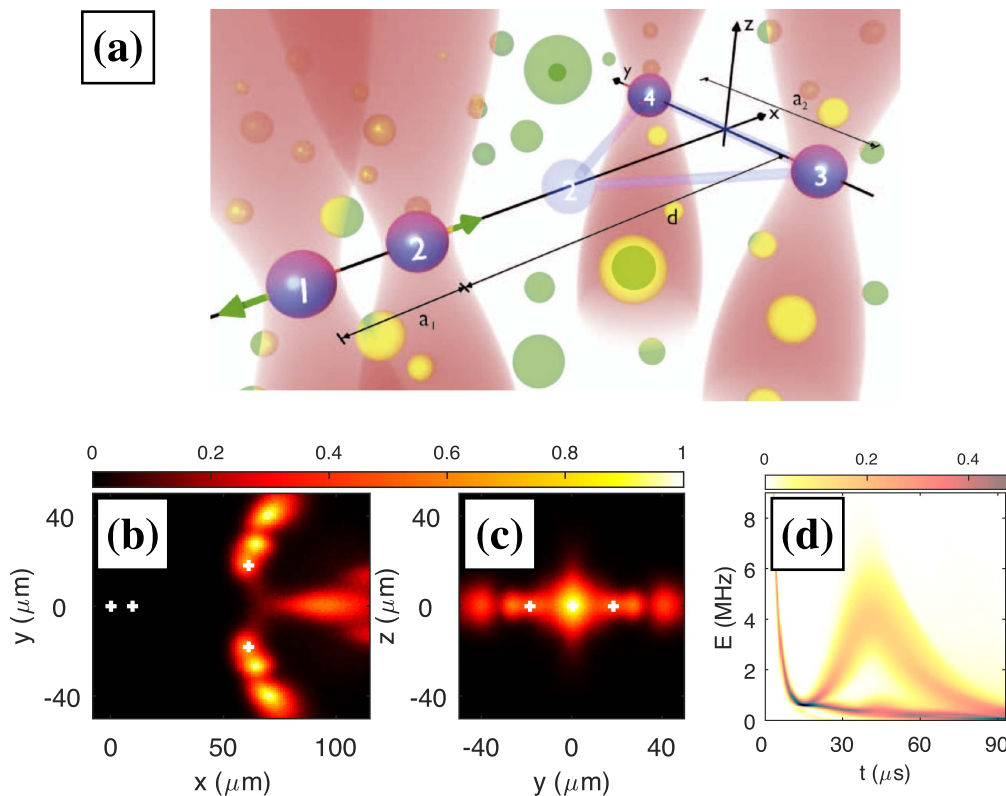 (a)
z
y
4
x
a2
2
3
2
d
1
a1
0 0.2 0.4 0.6 0.8 1
0 0.2 0.4
(b)
(c)
(d)
40
0
-40
y (μm)
0 50 100
x (μm)
40
0
-40
z (μm)
-40 0 40
y (μm)
8
6
4
2
0
E (MHz)
0 30 60 90
t (μs)